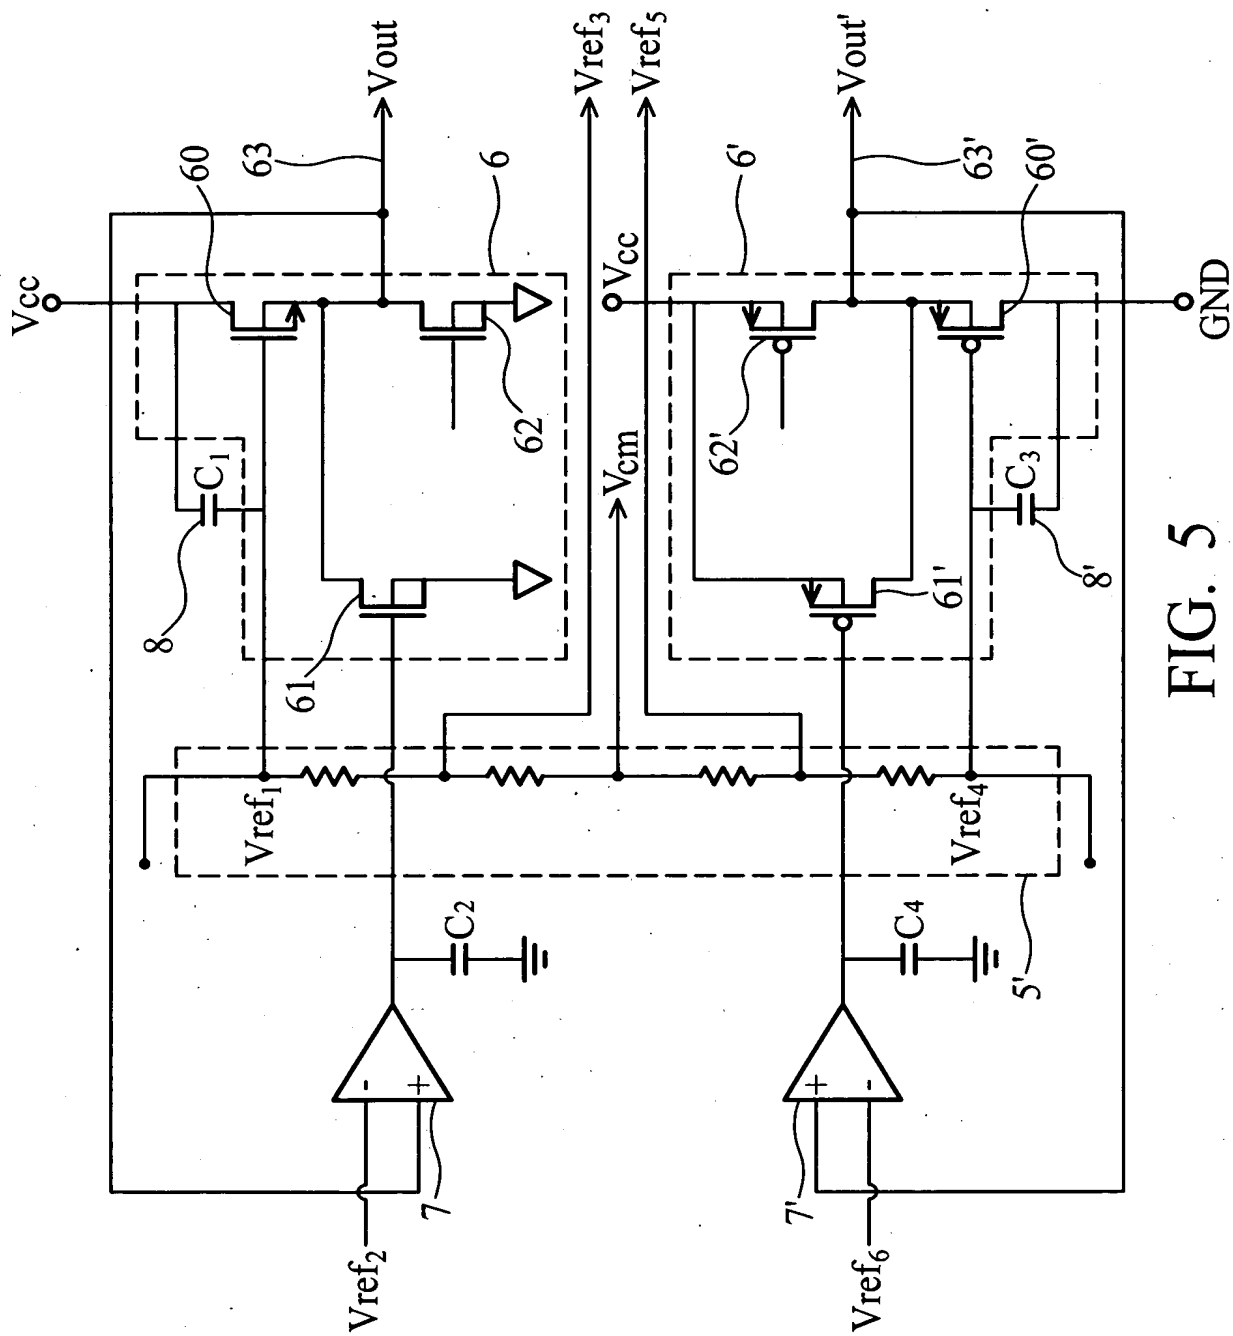 Vcc
60
63
Vout
8
C1
61
62
6
Vref3
Vref5
Vcm
Vcc
6'
62'
61'
63'
Vout'
60'
C3
8'
GND
Vref1
Vref4
5'
C2
C4
7
7'
Vref2
Vref6
-
+
+
-
FIG. 5